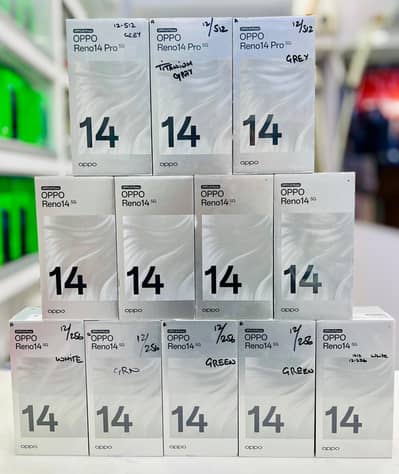 12-512
GREY
OPPO
Reno14 Pro 5G
14
oppo
12/512
OPPO
Reno14 Pro 5G
TITANIUM
GRAY
14
oppo
12/512
OPPO
Reno14 Pro 5G
GREY
14
oppo
OPPO
Reno14 5G
14
oppo
OPPO
Reno14 5G
14
oppo
OPPO
Reno14 5G
14
oppo
OPPO
Reno14 5G
14
oppo
12/256
OPPO
Reno14 5G
WHITE
14
oppo
12/256
OPPO
Reno14 5G
GRN
14
oppo
12/256
OPPO
Reno14 5G
GREEN
14
oppo
12/256
OPPO
Reno14 5G
GREEN
14
oppo
OPPO
Reno14 5G
12-256 WHITE
14
oppo